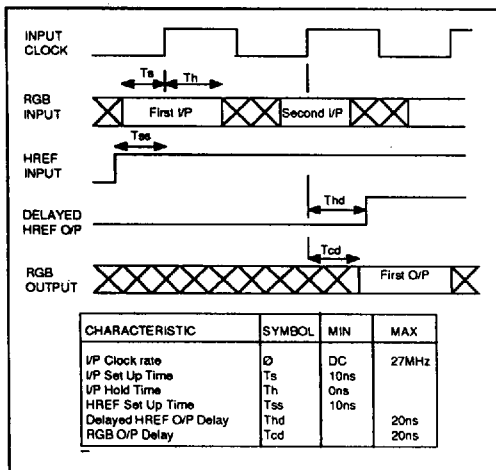 INPUT
CLOCK
Ts
Th
RGB
INPUT
First I/P
Second I/P
Tss
HREF
INPUT
Thd
DELAYED
HREF O/P
Tcd
RGB
OUTPUT
First O/P
CHARACTERISTIC SYMBOL MIN MAX
I/P Clock rate Ø DC 27MHz
I/P Set Up Time Ts 10ns
I/P Hold Time Th 0ns
HREF Set Up Time Tss 10ns
Delayed HREF O/P Delay Thd 20ns
RGB O/P Delay Tcd 20ns